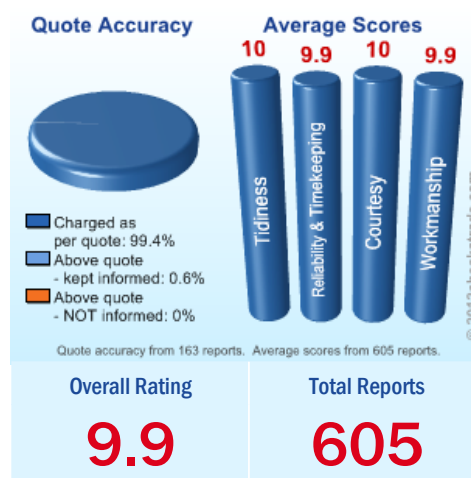 Quote Accuracy
Average Scores
10
9.9
10
9.9
Tidiness
Reliability & Timekeeping
Courtesy
Workmanship
Charged as
per quote: 99.4%
Above quote
- kept informed: 0.6%
Above quote
- NOT informed: 0%
Quote accuracy from 163 reports. Average scores from 605 reports.
Overall Rating
Total Reports
9.9
605